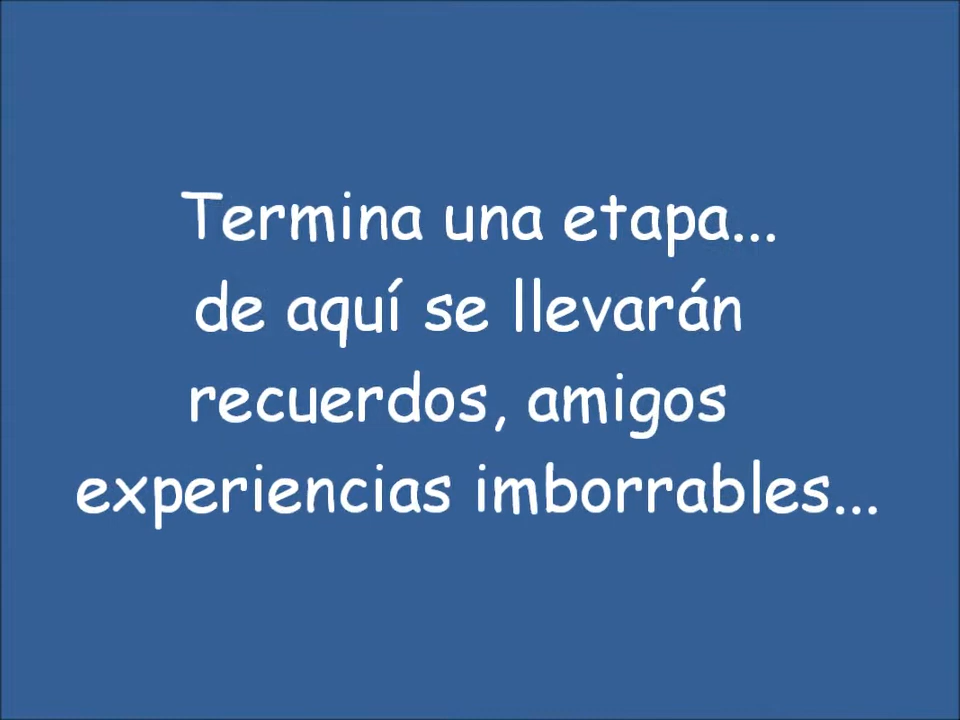 Termina una etapa...
de aquí se llevarán
recuerdos, amigos
experiencias imborrables...